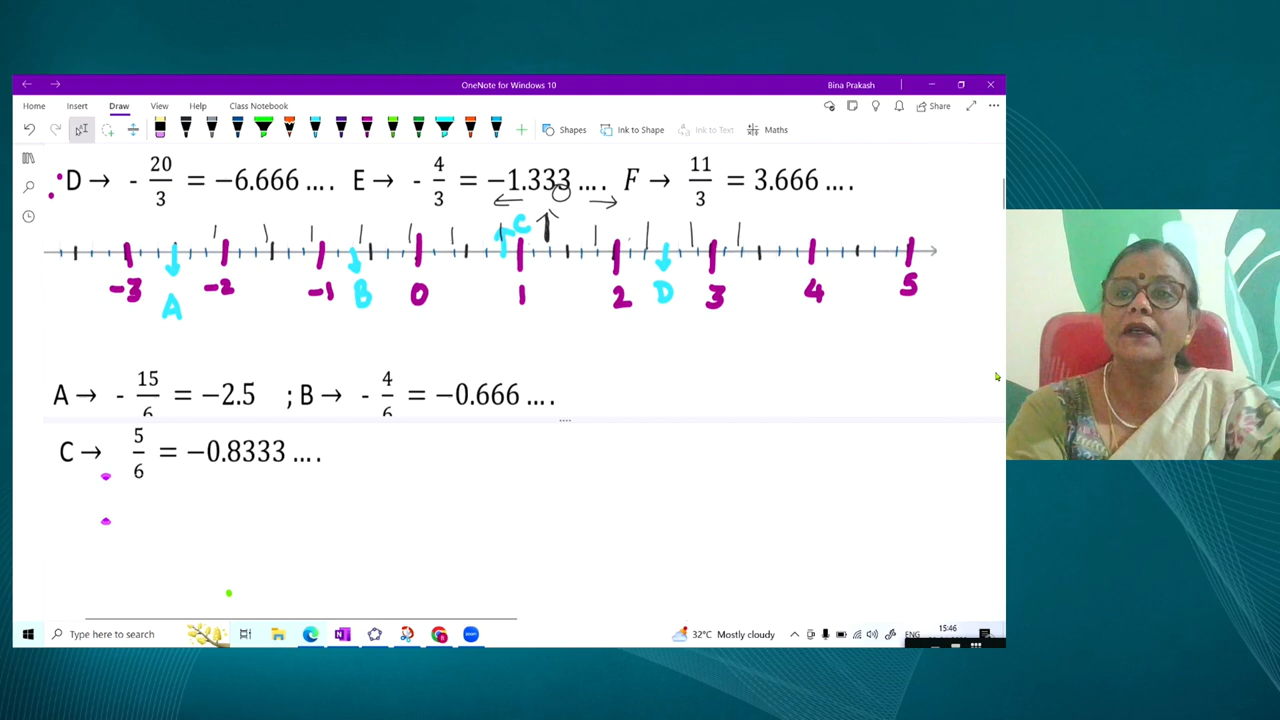 OneNote for Windows 10
Bina Prakash
Home Insert Draw View Help Class Notebook
Share
Shapes Ink to Shape Ink to Text Maths
D → - 20/3 = −6.666 .... E → - 4/3 = −1.333 .... F → 11/3 = 3.666 ....
C
-3 -2 -1 0 1 2 3 4 5
A B D
A → - 15/6 = −2.5 ; B → - 4/6 = −0.666 ....
C → 5/6 = −0.8333 ....
Type here to search
32°C Mostly cloudy
ENG
15:46